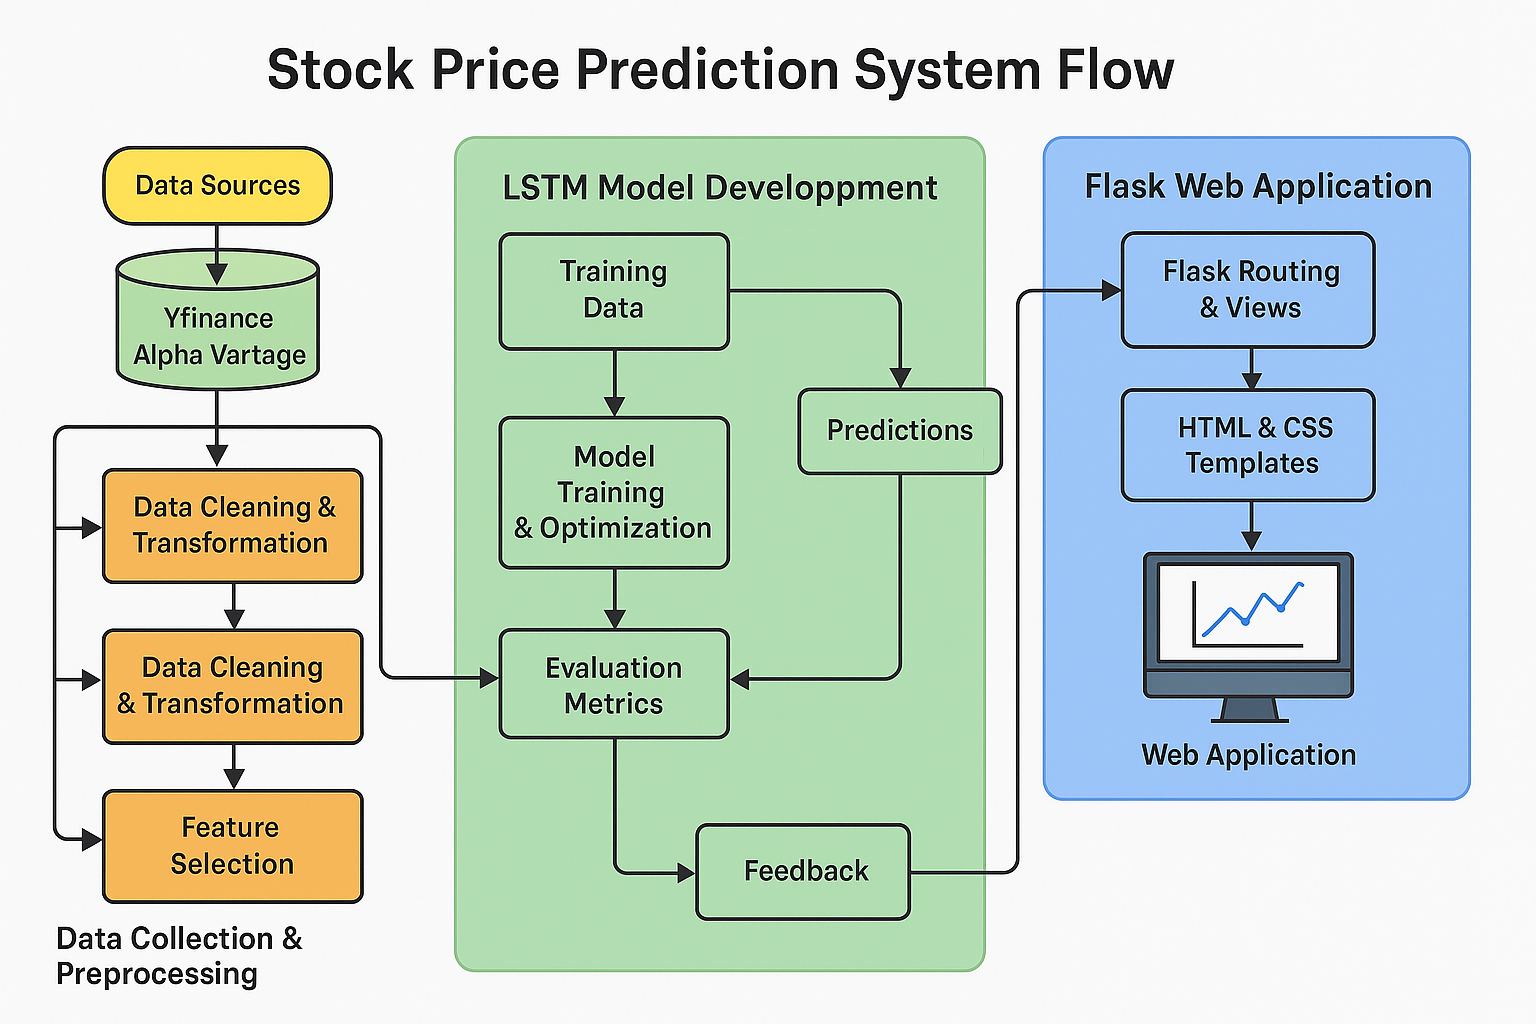 Stock Price Prediction System Flow
Data Sources
Yfinance
Alpha Vartage
Data Cleaning &
Transformation
Data Cleaning
& Transformation
Feature
Selection
Data Collection &
Preprocessing
LSTM Model Developpment
Training
Data
Model
Training
& Optimization
Predictions
Evaluation
Metrics
Feedback
Flask Web Application
Flask Routing
& Views
HTML & CSS
Templates
Web Application